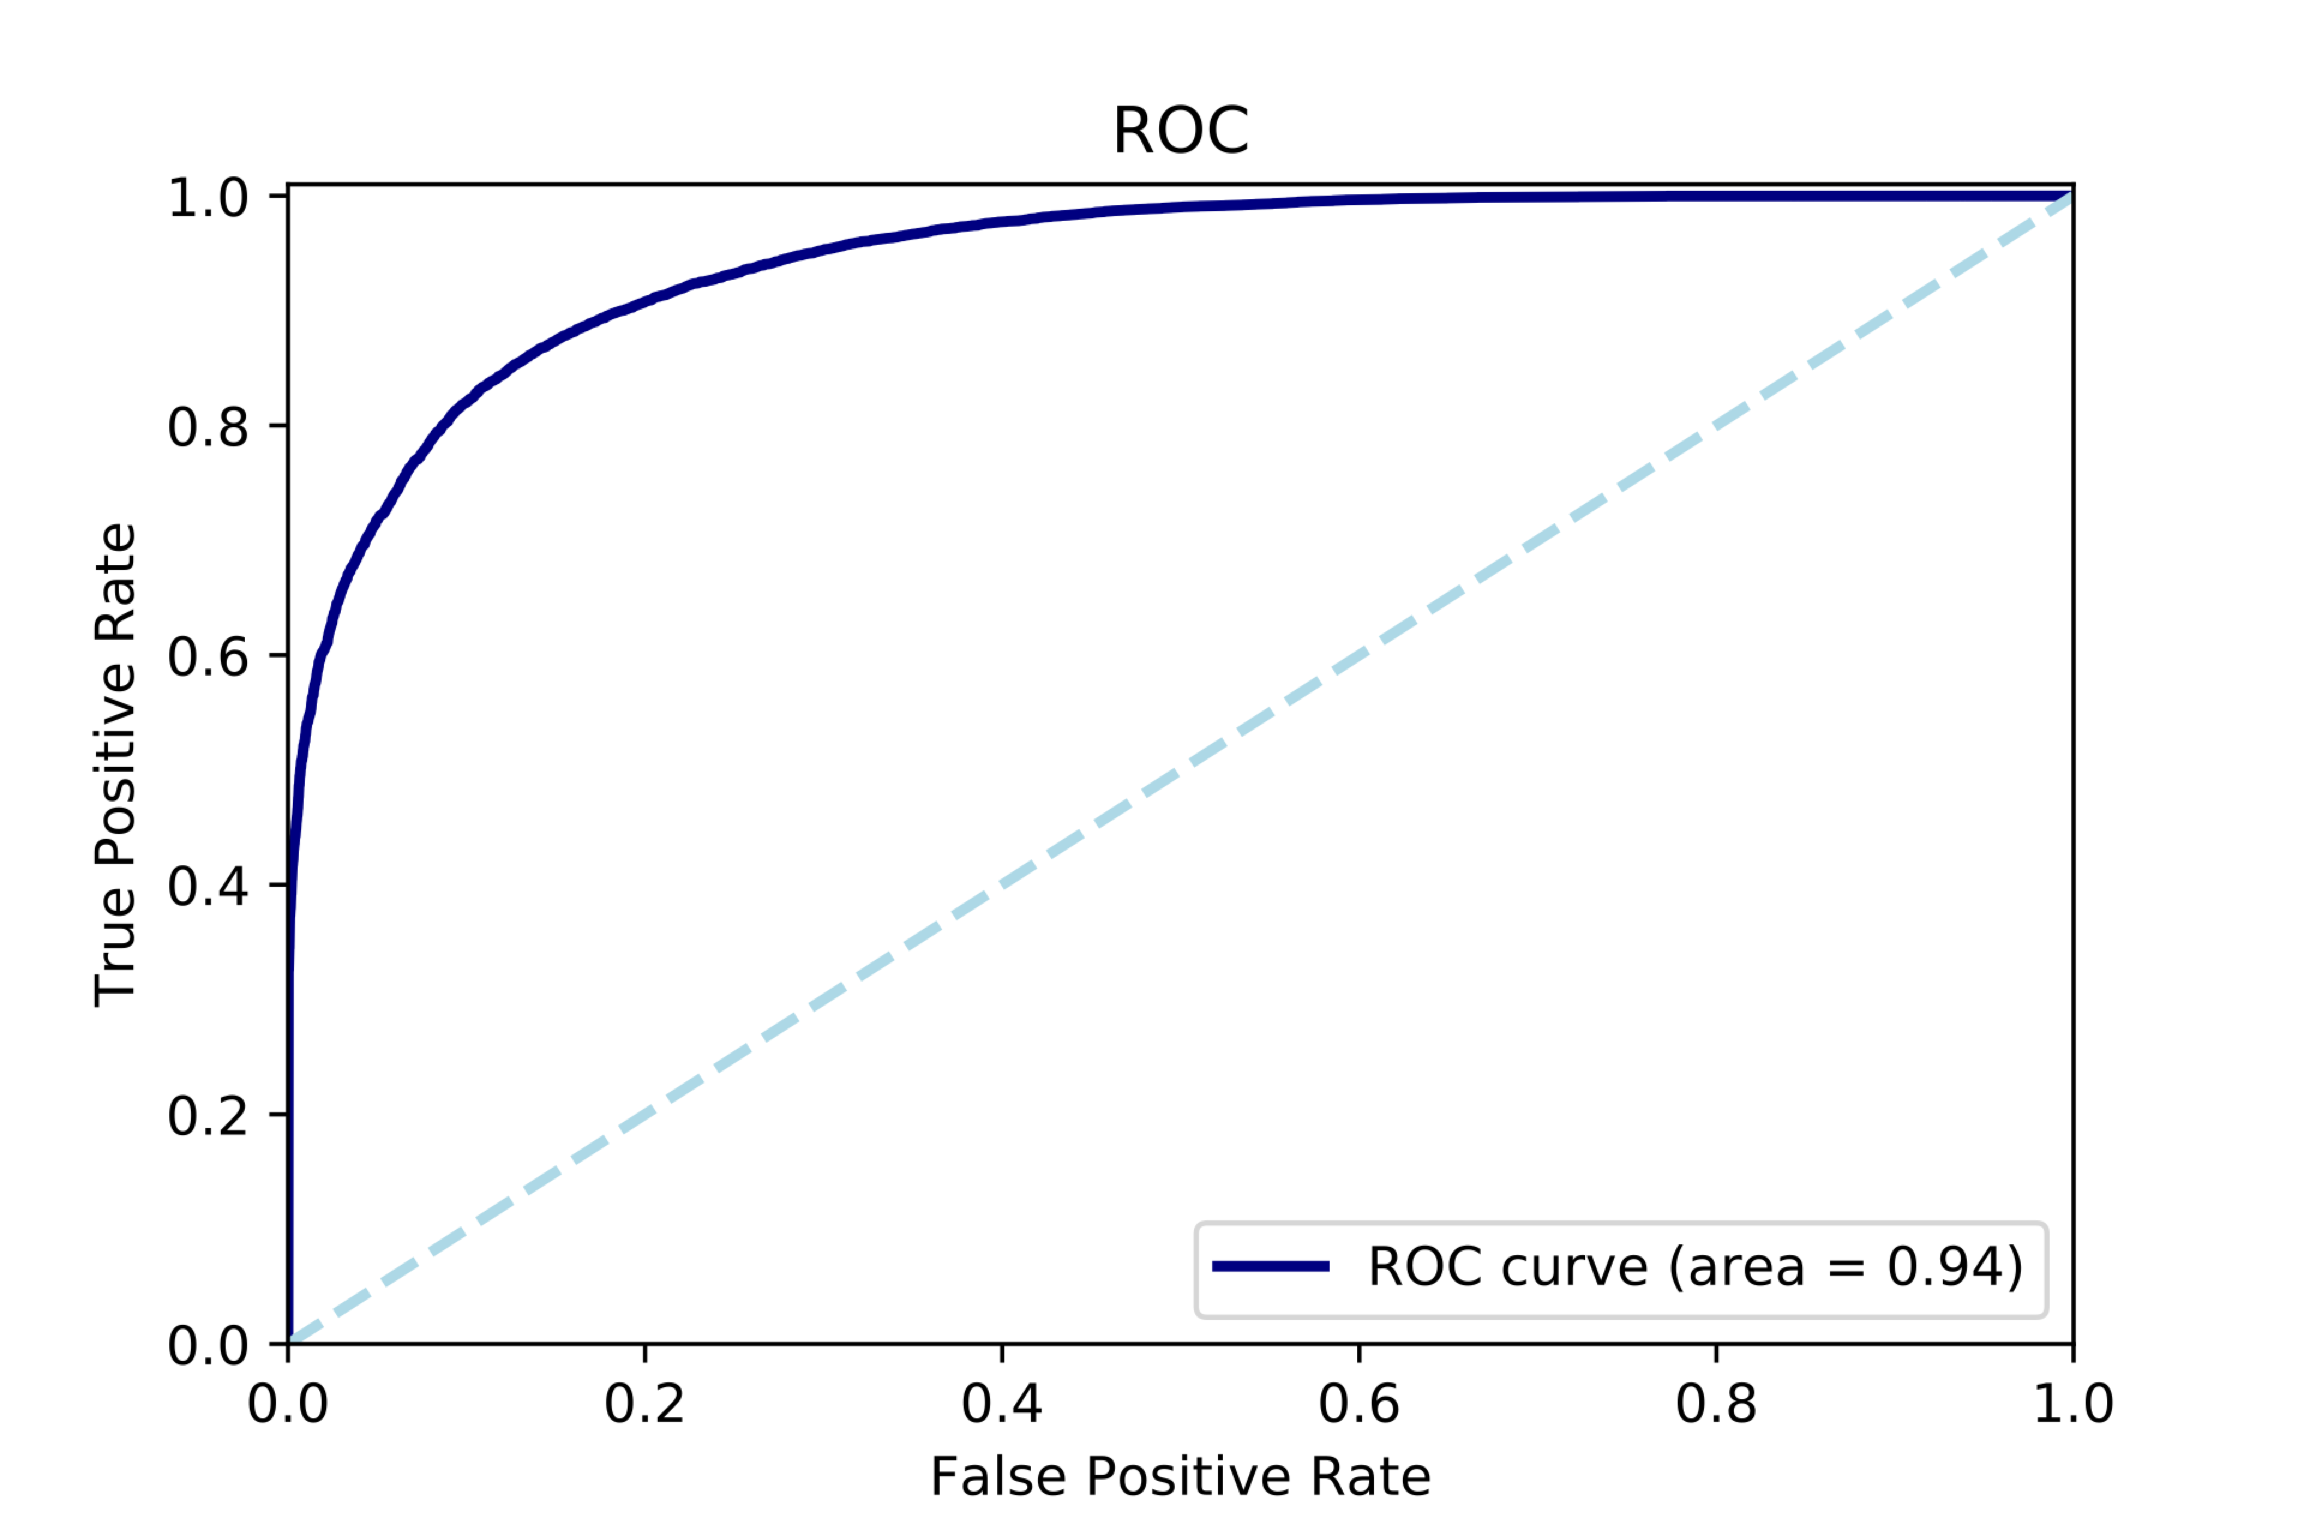 ROC
1.0
0.8
0.6
0.4
0.2
0.0
True Positive Rate
ROC curve (area = 0.94)
0.0 0.2 0.4 0.6 0.8 1.0
False Positive Rate